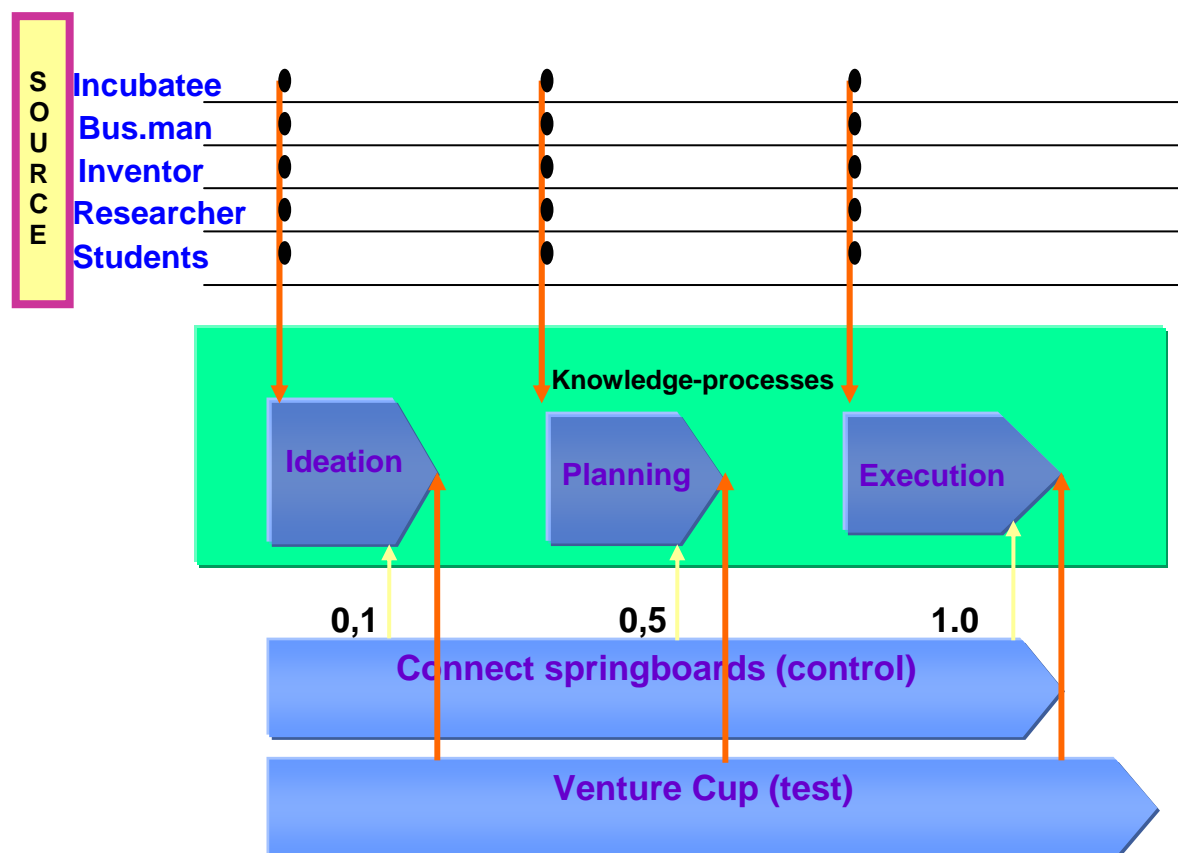 SOURCE
Incubatee
Bus.man
Inventor
Researcher
Students
Knowledge-processes
Ideation
Planning
Execution
0,1
0,5
1.0
Connect springboards (control)
Venture Cup (test)